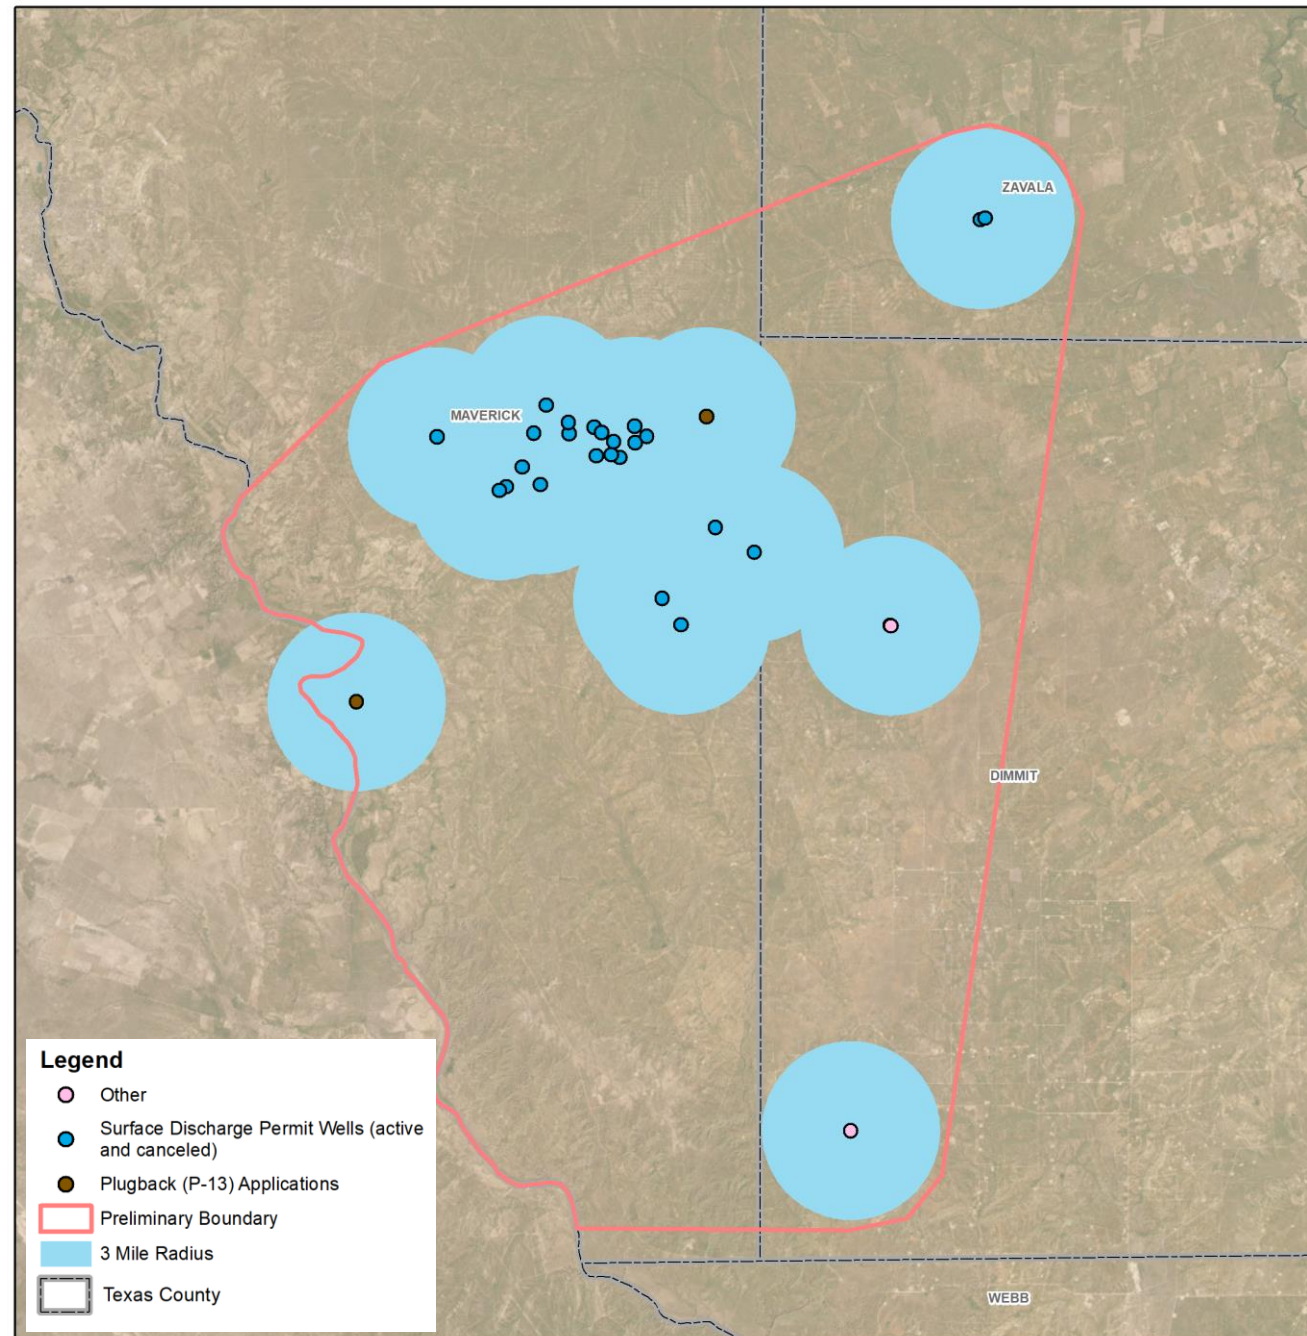 ZAVALA
MAVERICK
DIMMIT
WEBB
Legend
Other
Surface Discharge Permit Wells (active
and canceled)
Plugback (P-13) Applications
Preliminary Boundary
3 Mile Radius
Texas County